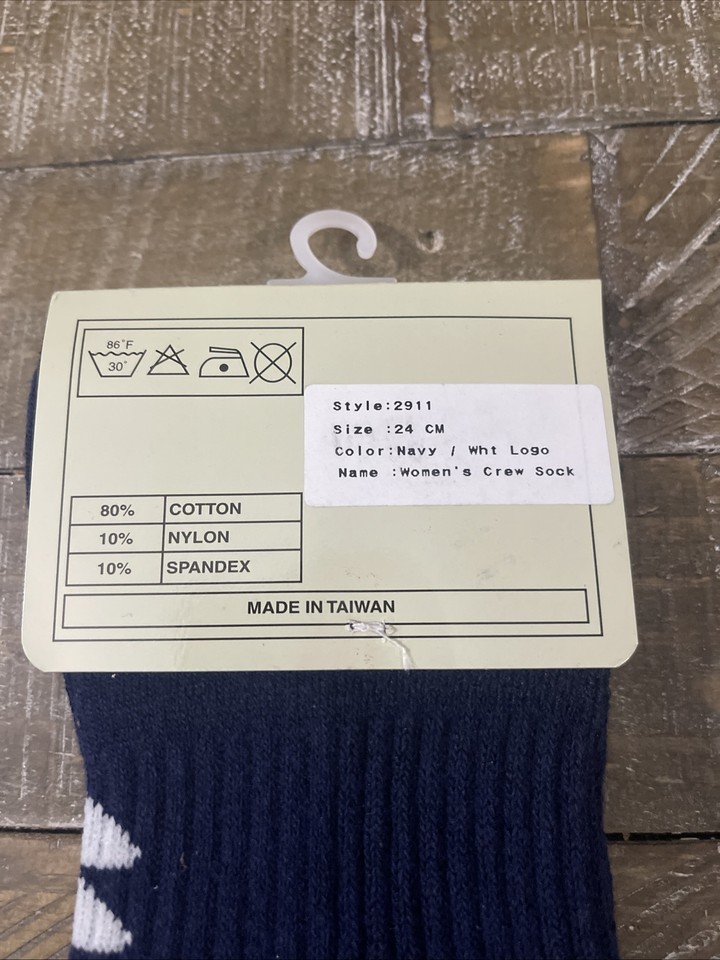 86°F
30°
Style:2911
Size :24 CM
Color:Navy / Wht Logo
Name :Women's Crew Sock
80% COTTON
10% NYLON
10% SPANDEX
MADE IN TAIWAN